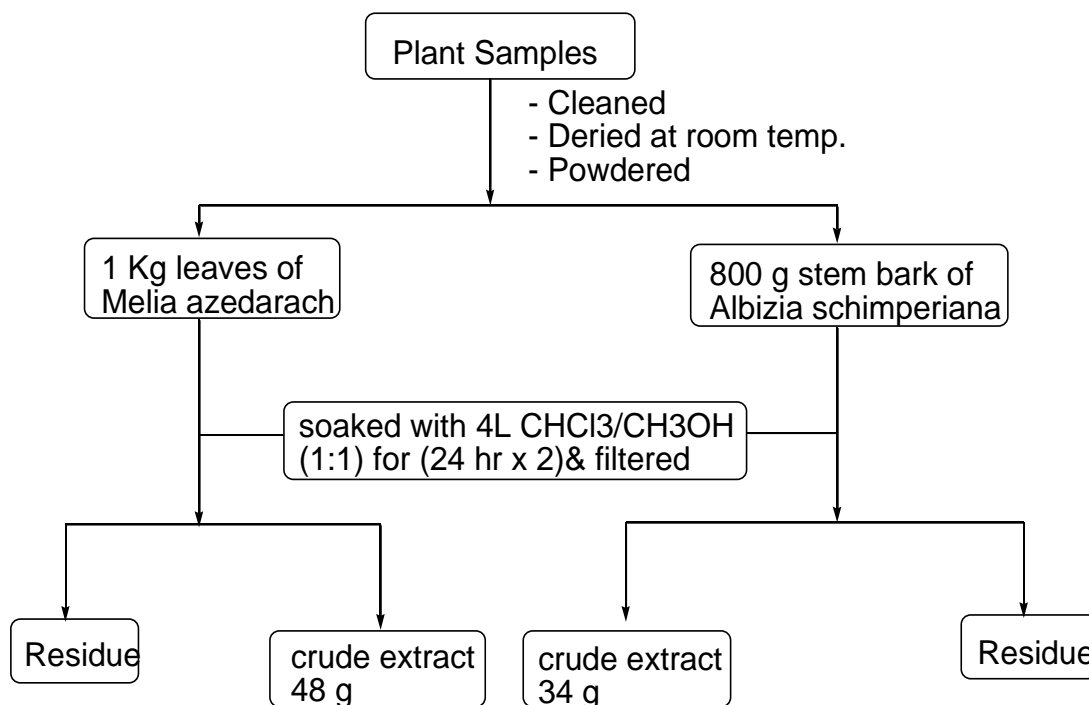 Plant Samples
- Cleaned
- Deried at room temp.
- Powdered
1 Kg leaves of
Melia azedarach
800 g stem bark of
Albizia schimperiana
soaked with 4L CHCl3/CH3OH
(1:1) for (24 hr x 2)& filtered
Residue
crude extract
48 g
crude extract
34 g
Residue